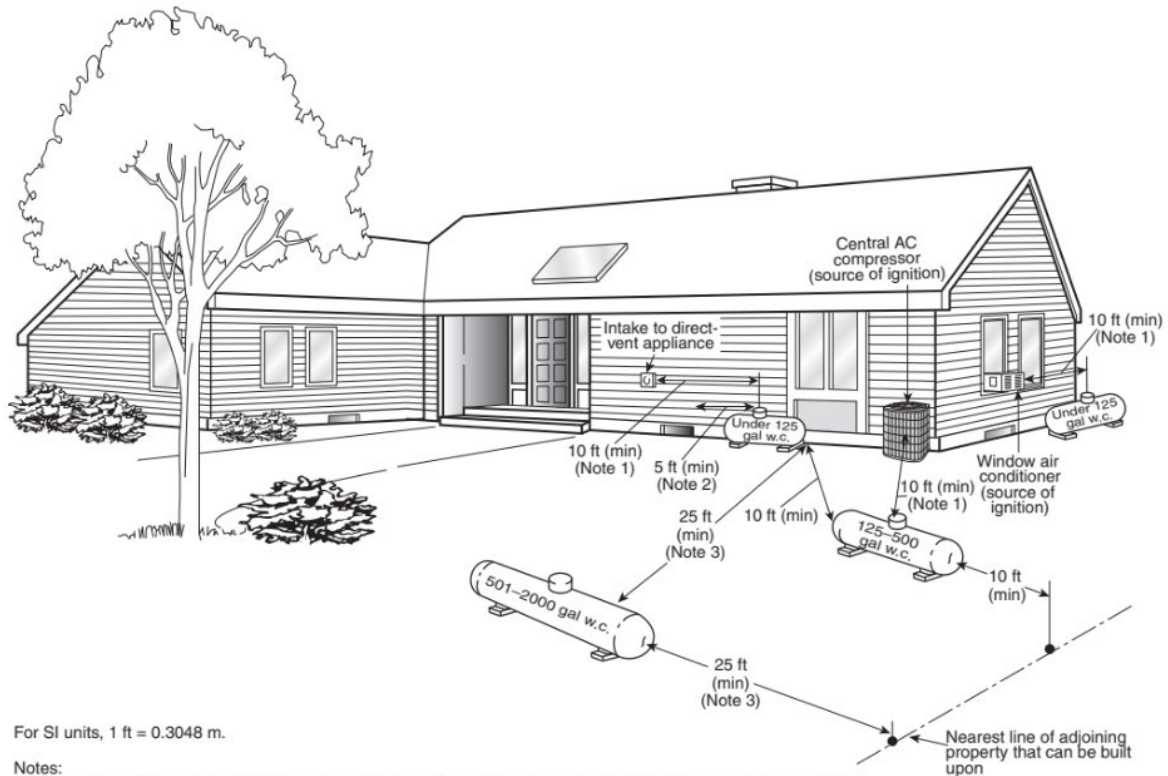 Central AC
compressor
(source of ignition)
10 ft (min)
(Note 1)
Intake to direct-
vent appliance
Under 125
gal w.c.
Under 125
gal w.c.
10 ft (min)
(Note 1)
5 ft (min)
(Note 2)
Window air
conditioner
(source of
ignition)
10 ft (min)
(Note 1)
25 ft
(min)
(Note 3)
10 ft (min)
125–500
gal w.c.
10 ft
(min)
501–2000 gal w.c.
25 ft
(min)
(Note 3)
For SI units, 1 ft = 0.3048 m.
Nearest line of adjoining
property that can be built
upon
Notes: